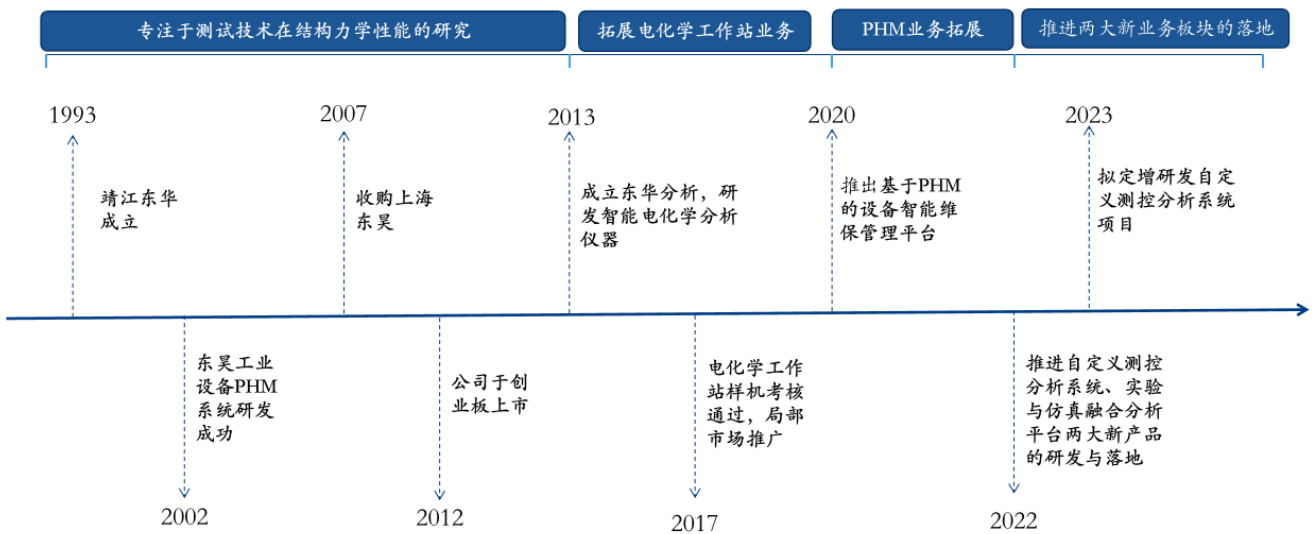 专注于测试技术在结构力学性能的研究
拓展电化学工作站业务
PHM业务拓展
推进两大新业务板块的落地
1993
2007
2013
2020
2023
靖江东华
成立
收购上海
东昊
成立东华分析，研
发智能电化学分析
仪器
推出基于PHM
的设备智能维
保管理平台
拟定增研发自定
义测控分析系统
项目
东昊工业
设备PHM
系统研发
成功
公司于创
业板上市
电化学工作
站样机考核
通过，局部
市场推广
推进自定义测控
分析系统、实验
与仿真融合分析
平台两大新产品
的研发与落地
2002
2012
2017
2022